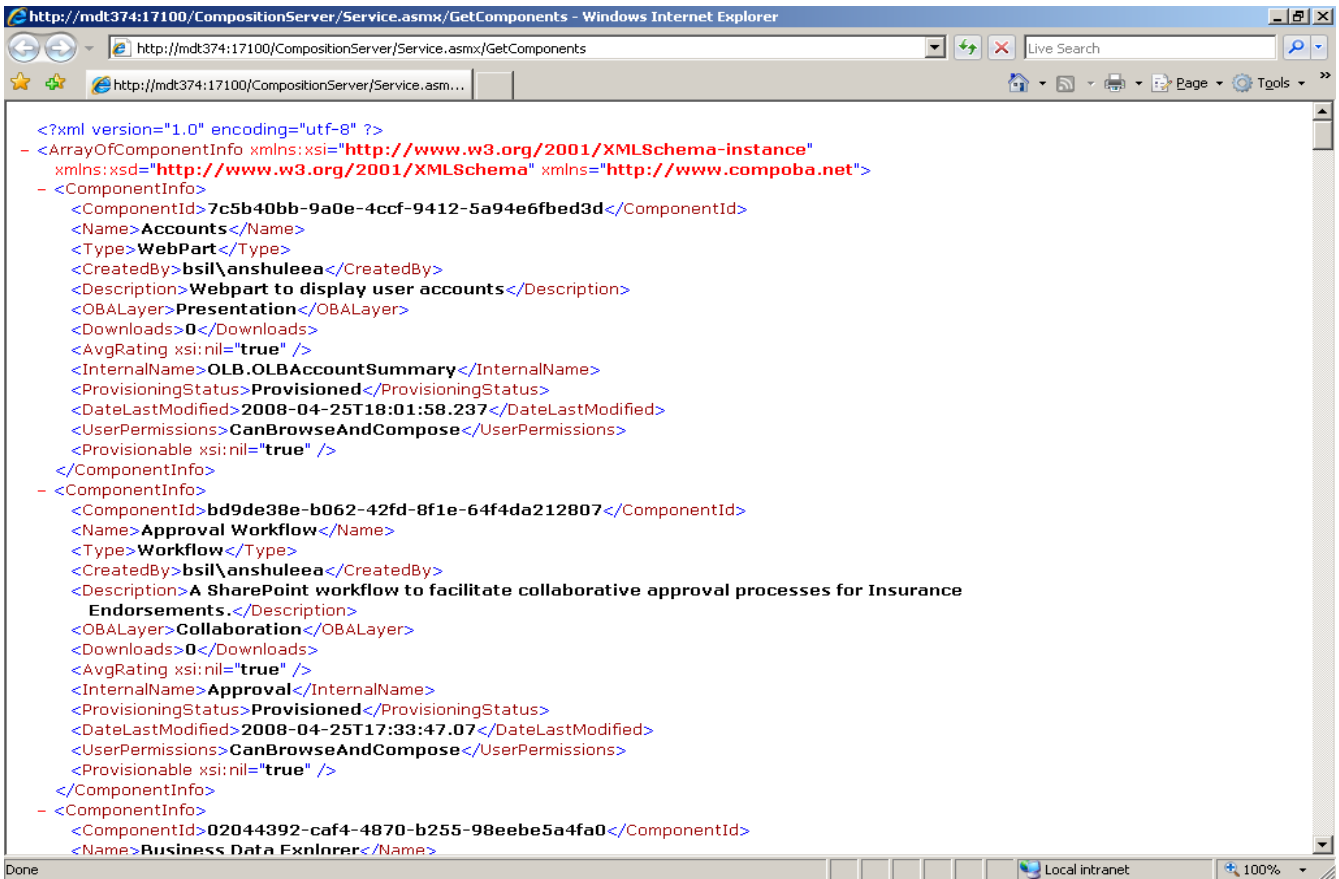 http://mdt374:17100/CompositionServer/Service.asmx/GetComponents - Windows Internet Explorer
http://mdt374:17100/CompositionServer/Service.asmx/GetComponents
Live Search
http://mdt374:17100/CompositionServer/Service.asm...
Page Tools »
<?xml version="1.0" encoding="utf-8" ?>
- <ArrayOfComponentInfo xmlns:xsi="http://www.w3.org/2001/XMLSchema-instance"
xmlns:xsd="http://www.w3.org/2001/XMLSchema" xmlns="http://www.compoba.net">
- <ComponentInfo>
<ComponentId>7c5b40bb-9a0e-4ccf-9412-5a94e6fbed3d</ComponentId>
<Name>Accounts</Name>
<Type>WebPart</Type>
<CreatedBy>bsil\anshuleea</CreatedBy>
<Description>Webpart to display user accounts</Description>
<OBALayer>Presentation</OBALayer>
<Downloads>0</Downloads>
<AvgRating xsi:nil="true" />
<InternalName>OLB.OLBAccountSummary</InternalName>
<ProvisioningStatus>Provisioned</ProvisioningStatus>
<DateLastModified>2008-04-25T18:01:58.237</DateLastModified>
<UserPermissions>CanBrowseAndCompose</UserPermissions>
<Provisionable xsi:nil="true" />
</ComponentInfo>
- <ComponentInfo>
<ComponentId>bd9de38e-b062-42fd-8f1e-64f4da212807</ComponentId>
<Name>Approval Workflow</Name>
<Type>Workflow</Type>
<CreatedBy>bsil\anshuleea</CreatedBy>
<Description>A SharePoint workflow to facilitate collaborative approval processes for Insurance
Endorsements.</Description>
<OBALayer>Collaboration</OBALayer>
<Downloads>0</Downloads>
<AvgRating xsi:nil="true" />
<InternalName>Approval</InternalName>
<ProvisioningStatus>Provisioned</ProvisioningStatus>
<DateLastModified>2008-04-25T17:33:47.07</DateLastModified>
<UserPermissions>CanBrowseAndCompose</UserPermissions>
<Provisionable xsi:nil="true" />
</ComponentInfo>
- <ComponentInfo>
<ComponentId>02044392-caf4-4870-b255-98eebe5a4fa0</ComponentId>
<Name>Business Data Explorer</Name>
Done Local intranet 100%